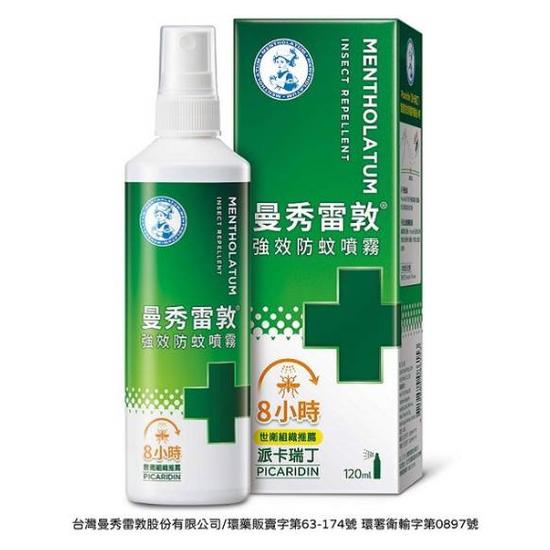 MENTHOLATUM
MENTHOLATUM
INSECT REPELLENT
曼秀雷敦®
強效防蚊噴霧
8小時
世衛組織推薦
派卡瑞丁
PICARIDIN
120ml
MENTHOLATUM
MENTHOLATUM
INSECT REPELLENT
曼秀雷敦®
強效防蚊噴霧
8小時
世衛組織推薦
PICARIDIN
台灣曼秀雷敦股份有限公司/環藥販賣字第63-174號 環署衛輸字第0897號